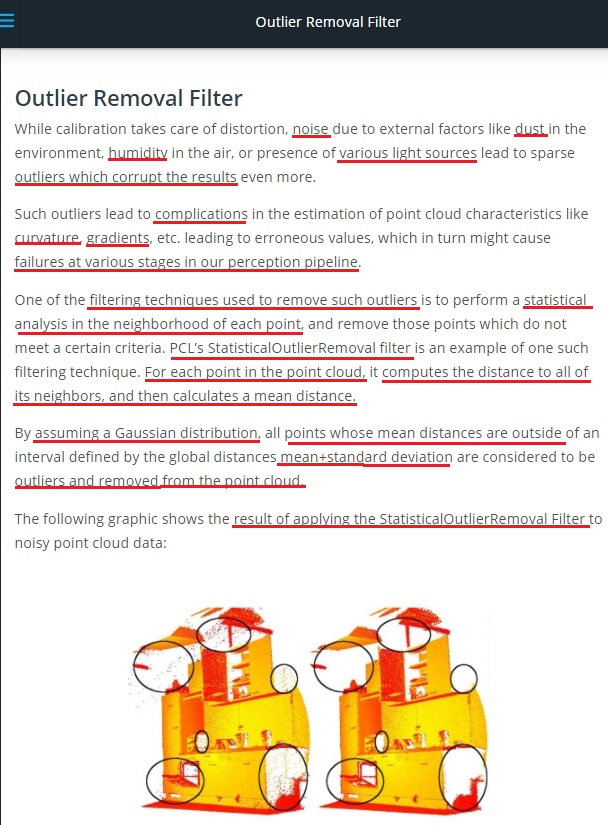 Outlier Removal Filter
Outlier Removal Filter
While calibration takes care of distortion, noise due to external factors like dust in the
environment, humidity in the air, or presence of various light sources lead to sparse
outliers which corrupt the results even more.
Such outliers lead to complications in the estimation of point cloud characteristics like
curvature, gradients, etc. leading to erroneous values, which in turn might cause
failures at various stages in our perception pipeline.
One of the filtering techniques used to remove such outliers is to perform a statistical
analysis in the neighborhood of each point, and remove those points which do not
meet a certain criteria. PCL's StatisticalOutlierRemoval filter is an example of one such
filtering technique. For each point in the point cloud, it computes the distance to all of
its neighbors, and then calculates a mean distance.
By assuming a Gaussian distribution, all points whose mean distances are outside of an
interval defined by the global distances mean+standard deviation are considered to be
outliers and removed from the point cloud.
The following graphic shows the result of applying the StatisticalOutlierRemoval Filter to
noisy point cloud data: